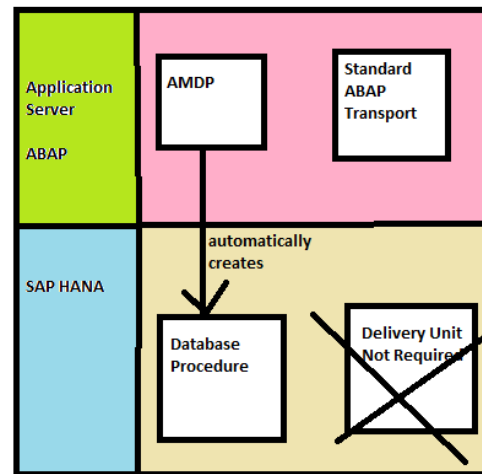 Application
Server
ABAP
AMDP
Standard
ABAP
Transport
automatically
creates
SAP HANA
Database
Procedure
Delivery Unit
Not Required